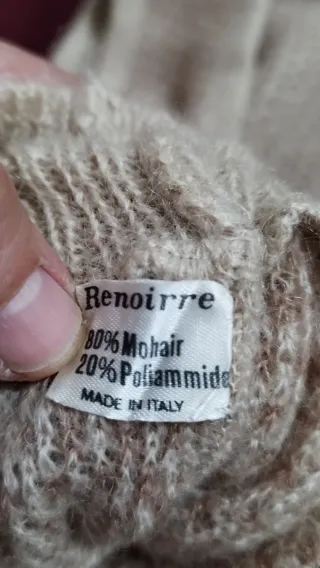 Renoirre
80% Mohair
20% Poliammide
MADE IN ITALY